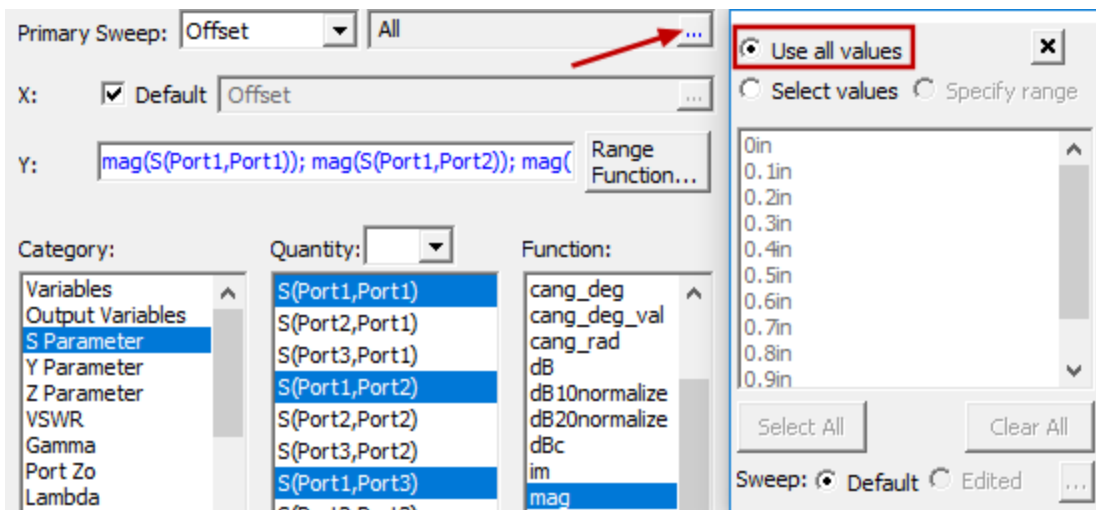 Primary Sweep: Offset All ...
X: Default Offset ...
Y: mag(S(Port1,Port1)); mag(S(Port1,Port2)); mag( Range Function...
Category: Quantity: Function:
Variables
Output Variables
S Parameter
Y Parameter
Z Parameter
VSWR
Gamma
Port Zo
Lambda
S(Port1,Port1)
S(Port2,Port1)
S(Port3,Port1)
S(Port1,Port2)
S(Port2,Port2)
S(Port3,Port2)
S(Port1,Port3)
cang_deg
cang_deg_val
cang_rad
dB
dB10normalize
dB20normalize
dBc
im
mag
Use all values
Select values Specify range
0in
0.1in
0.2in
0.3in
0.4in
0.5in
0.6in
0.7in
0.8in
0.9in
Select All Clear All
Sweep: Default Edited ...